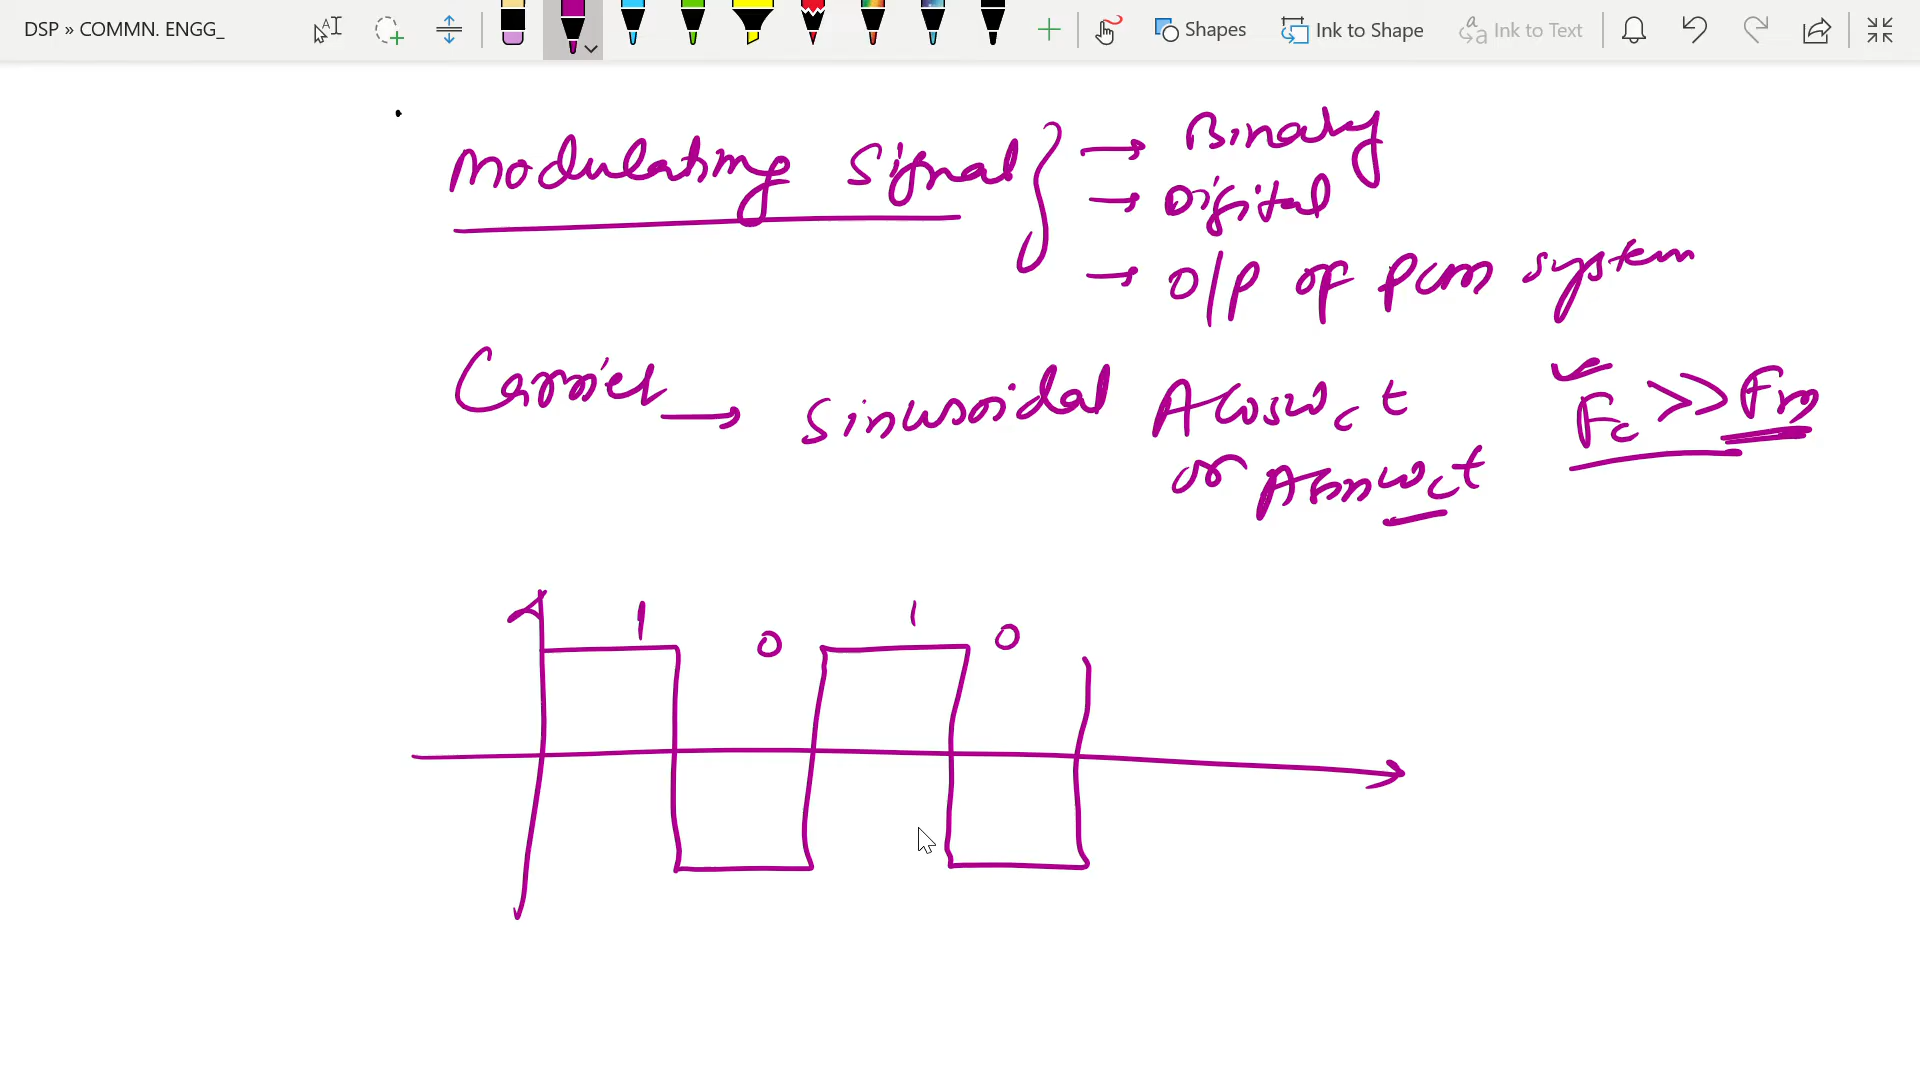 DSP » COMMN. ENGG_
Shapes
Ink to Shape
Ink to Text
Modulating Signal
→ Binary
→ Digital
→ O/P of PCM system
Carrier → Sinusoidal Acosωct
or Asinωct
Fc >> Fm
1 0 1 0